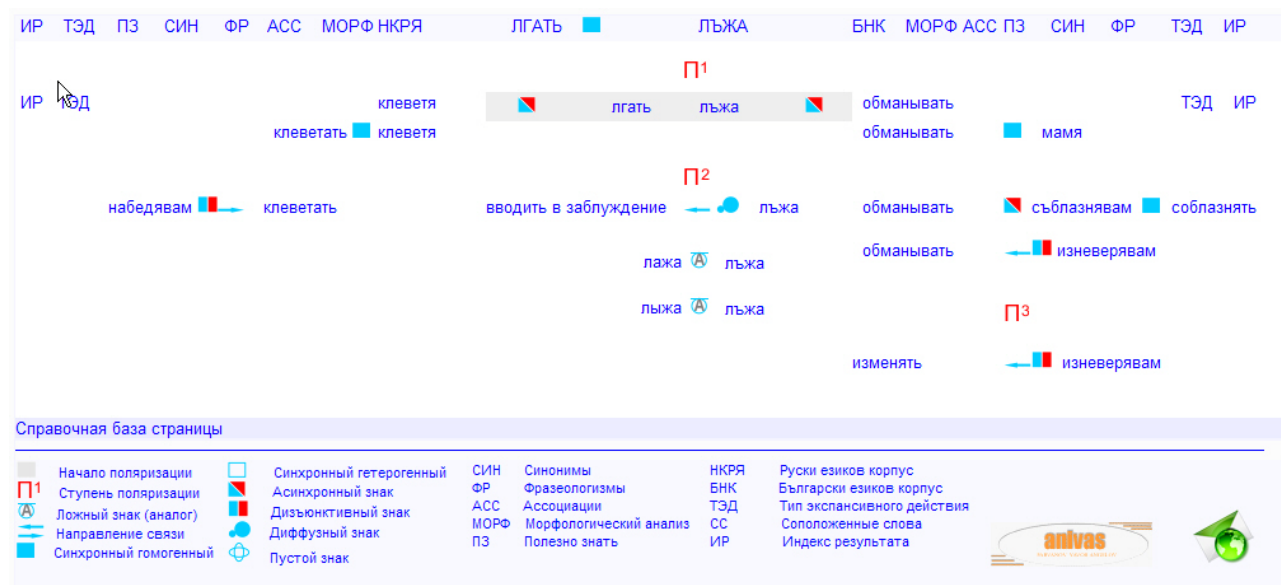 ИР ТЭД ПЗ СИН ФР АСС МОРФ НКРЯ ЛГАТЬ ЛЪЖА БНК МОРФ АСС ПЗ СИН ФР ТЭД ИР
П1
ИР ТЭД клеветя лгать лъжа обманывать ТЭД ИР
клеветать клеветя обманывать мамя
П2
набедявам клеветать вводить в заблуждение лъжа обманывать съблазнявам соблазнять
обманывать изневерявам
лажа А лъжа
лыжа А лъжа
П3
изменять изневерявам
Справочная база страницы
Начало поляризации Синхронный гетерогенный СИН Синонимы НКРЯ Руски езиков корпус
П1 Ступень поляризации Асинхронный знак ФР Фразеологизмы БНК Български езиков корпус
А Ложный знак (аналог) Дизъюнктивный знак АСС Ассоциации ТЭД Тип экспансивного действия
Направление связи Диффузный знак МОРФ Морфологический анализ СС Соположенные слова
Синхронный гомогенный Пустой знак ПЗ Полезно знать ИР Индекс результата
anivas